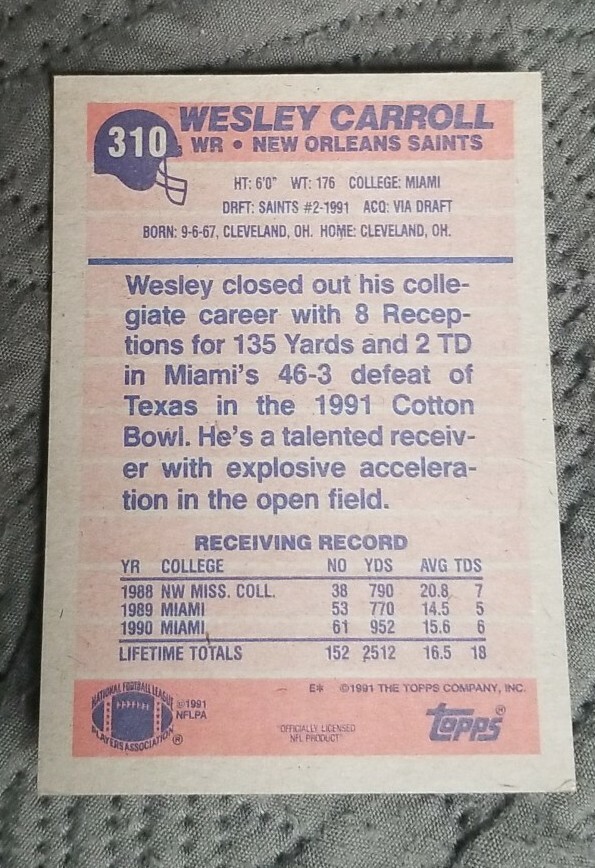 310
WESLEY CARROLL
WR • NEW ORLEANS SAINTS
HT: 6'0" WT: 176 COLLEGE: MIAMI
DRFT: SAINTS #2-1991 ACQ: VIA DRAFT
BORN: 9-6-67, CLEVELAND, OH. HOME: CLEVELAND, OH.
Wesley closed out his colle-
giate career with 8 Recep-
tions for 135 Yards and 2 TD
in Miami's 46-3 defeat of
Texas in the 1991 Cotton
Bowl. He's a talented receiv-
er with explosive accelera-
tion in the open field.
RECEIVING RECORD
YR COLLEGE NO YDS AVG TDS
1988 NW MISS. COLL. 38 790 20.8 7
1989 MIAMI 53 770 14.5 5
1990 MIAMI 61 952 15.6 6
LIFETIME TOTALS 152 2512 16.5 18
E* ©1991 THE TOPPS COMPANY, INC.
NATIONAL FOOTBALL LEAGUE
PLAYERS ASSOCIATION ®
©1991
NFLPA
"OFFICIALLY LICENSED
NFL PRODUCT"
topps®